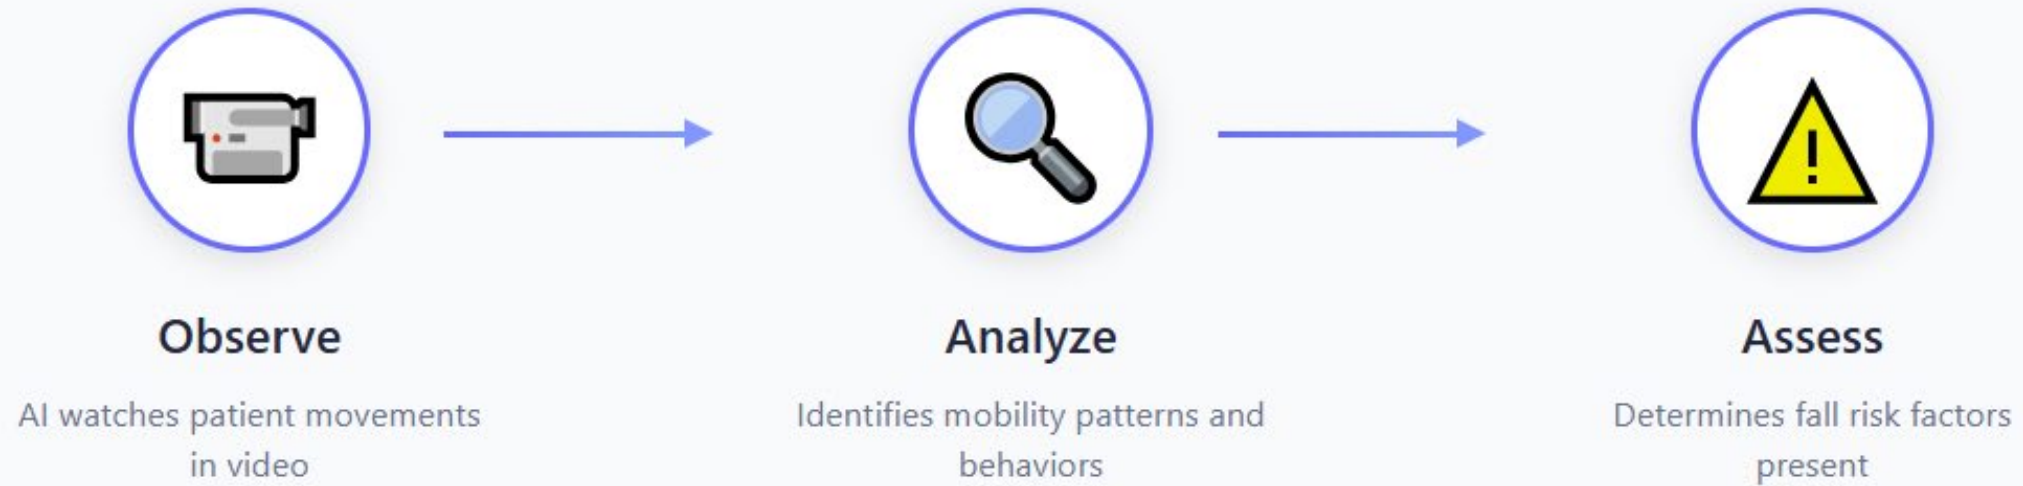 Observe
AI watches patient movements
in video
Analyze
Identifies mobility patterns and
behaviors
Assess
Determines fall risk factors
present